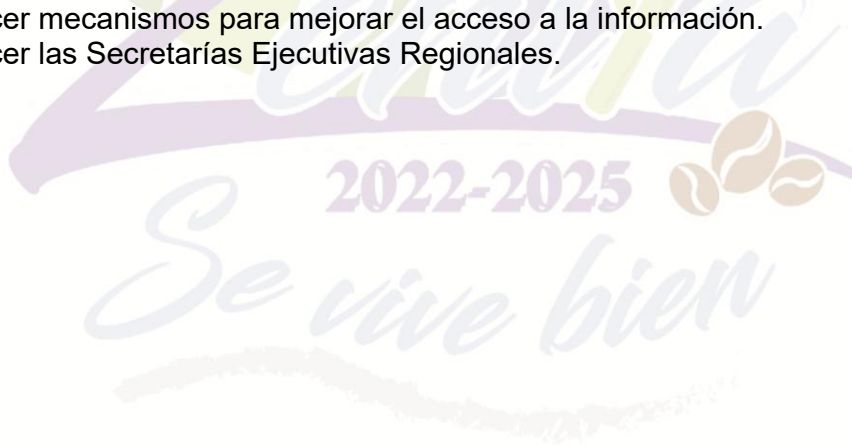 cer mecanismos para mejorar el acceso a la información.
cer las Secretarías Ejecutivas Regionales.
2022-2025
Se vive bien